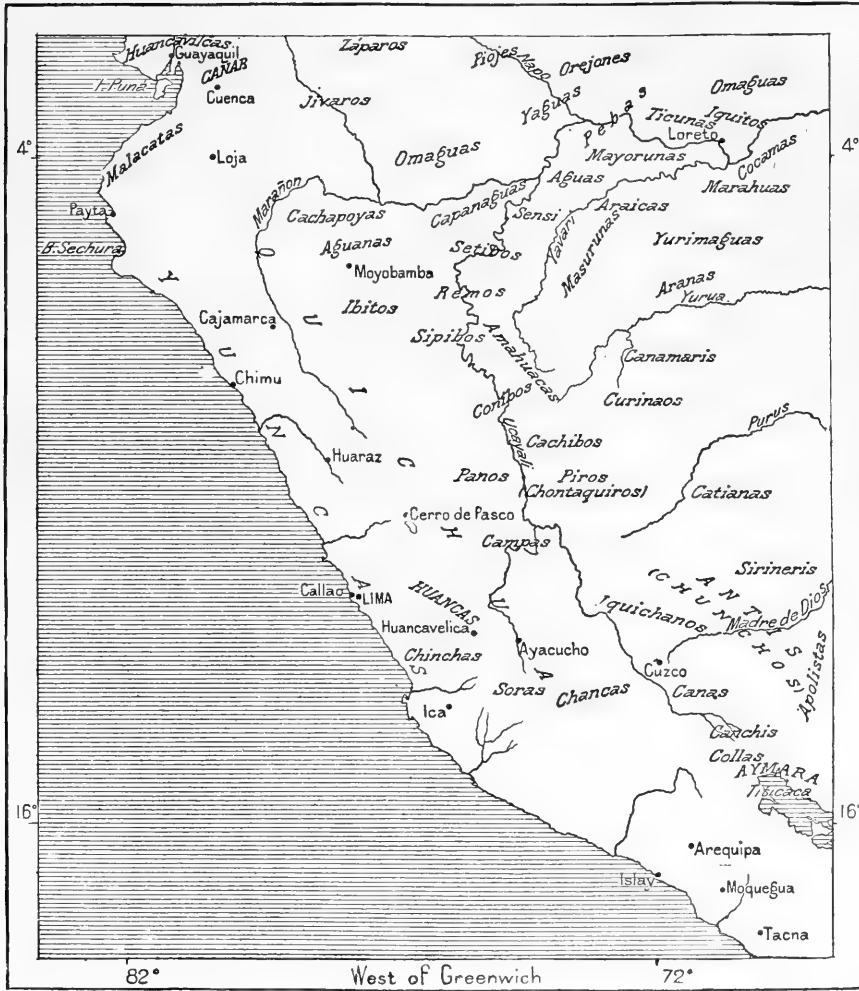 Huancavilcas
Guayaquil
I. Puná
CAÑAR
Cuenca
Záparos
Jívaros
Piojes
Napo
Orejones
Omaguas
Yaguas
Pebas
Ticunas
Iquitos
Loreto
4°
4°
Malacatas
Loja
Omaguas
Mayorunas
Cocamas
Aguas
Marahuas
Marañon
Payta
Cachapoyas
Capanaguas
Sensi
Araicas
B. Sechura
Aguanas
Setibos
Yavari
Masurunas
Yurimaguas
Moyobamba
Ibitos
Remos
Aranas
Yurua
Cajamarca
Sipibos
Amahuacas
Canamaris
Chimu
Conibos
Curinaos
Ucayali
Cachibos
Purus
Huaraz
Panos
Piros
(Chontaquiros)
Catianas
YUNCAS
QUICHUA
Cerro de Pasco
Campas
Sirineris
ANTIS
(CHUNCHOS)
Callao
LIMA
HUANCAS
Iquichanos
Madre de Dios
Huancavelica
Ayacucho
Chinchas
Cuzco
Apolistas
Soras
Chancas
Canas
Ica
Canchis
Collas
AYMARA
Titicaca
16°
16°
Arequipa
Islay
Moquegua
Tacna
82°
West of Greenwich
72°